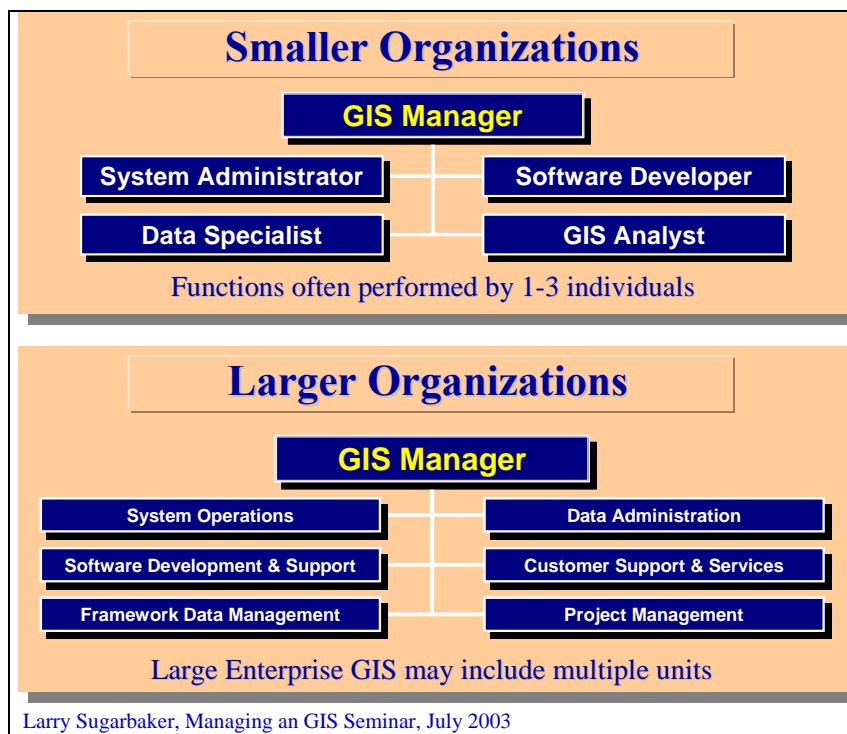 Smaller Organizations
GIS Manager
System Administrator
Software Developer
Data Specialist
GIS Analyst
Functions often performed by 1-3 individuals
Larger Organizations
GIS Manager
System Operations
Data Administration
Software Development & Support
Customer Support & Services
Framework Data Management
Project Management
Large Enterprise GIS may include multiple units
Larry Sugarbaker, Managing an GIS Seminar, July 2003